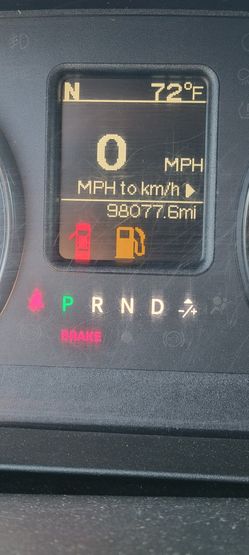 N 72°F
0 MPH
MPH to km/h
98077.6mi
P R N D -/+
BRAKE